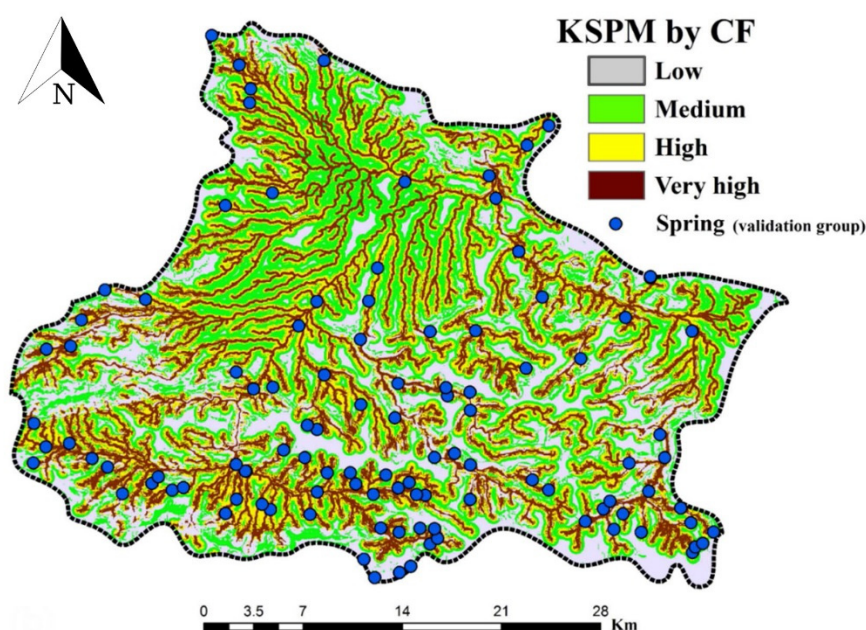 KSPM by CF
N
Low
Medium
High
Very high
Spring (validation group)
0 3.5 7 14 21 28
Km